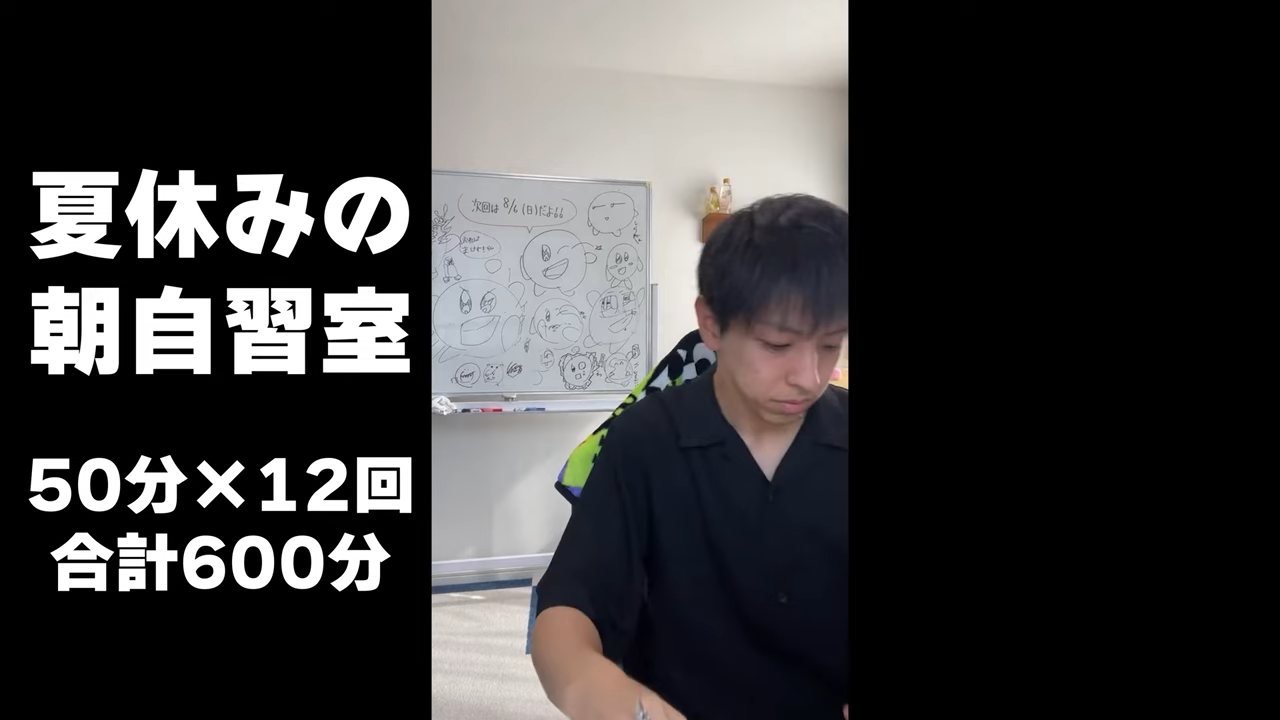 夏休みの
朝自習室
50分×12回
合計600分
次回は 8/6 (日)だよ!!